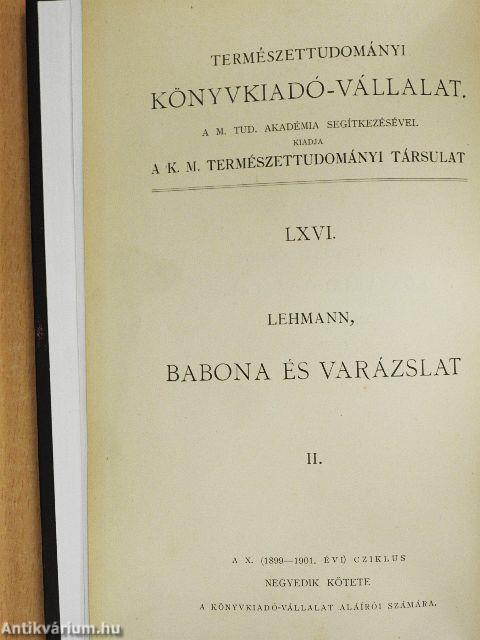 TERMÉSZETTUDOMÁNYI
KÖNYVKIADÓ-VÁLLALAT.
A M. TUD. AKADÉMIA SEGÍTKEZÉSÉVEL
KIADJA
A K. M. TERMÉSZETTUDOMÁNYI TÁRSULAT
LXVI.
LEHMANN,
BABONA ÉS VARÁZSLAT
II.
A X. (1899—1901. ÉVI) CZIKLUS
NEGYEDIK KÖTETE
A KÖNYVKIADÓ-VÁLLALAT ALÁÍRÓI SZÁMÁRA.
Antikvárium.hu